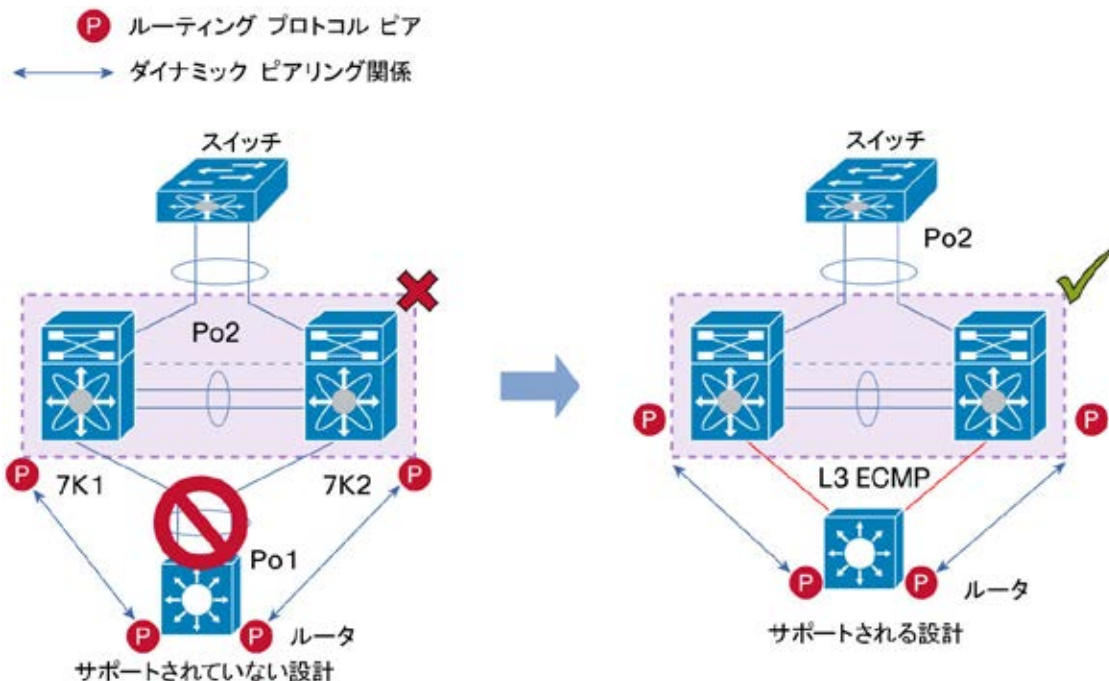 P ルーティング プロトコル ピア
ダイナミック ピアリング関係
スイッチ
Po2
7K1
7K2
P
P
Po1
P
P
ルータ
サポートされていない設計
スイッチ
Po2
P
P
L3 ECMP
P
P
ルータ
サポートされる設計